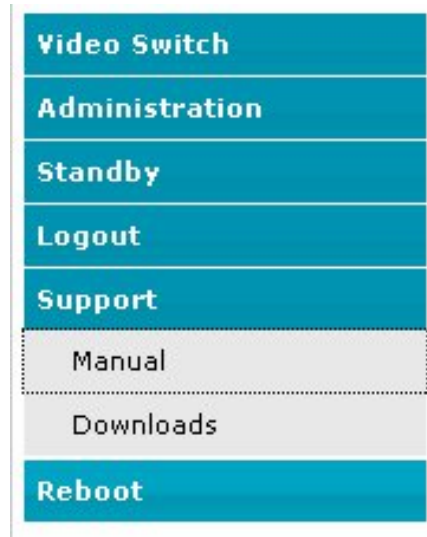 Video Switch
Administration
Standby
Logout
Support
Manual
Downloads
Reboot